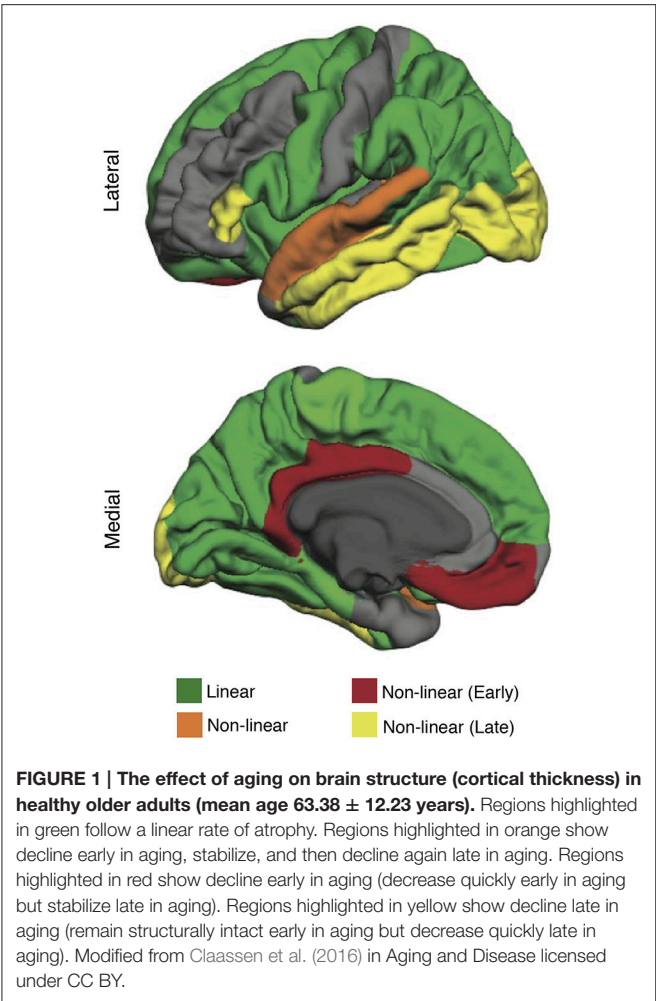 Lateral
Medial
Linear
Non-linear (Early)
Non-linear
Non-linear (Late)
FIGURE 1 | The effect of aging on brain structure (cortical thickness) in
healthy older adults (mean age 63.38 ± 12.23 years). Regions highlighted
in green follow a linear rate of atrophy. Regions highlighted in orange show
decline early in aging, stabilize, and then decline again late in aging. Regions
highlighted in red show decline early in aging (decrease quickly early in aging
but stabilize late in aging). Regions highlighted in yellow show decline late in
aging (remain structurally intact early in aging but decrease quickly late in
aging). Modified from Claassen et al. (2016) in Aging and Disease licensed
under CC BY.